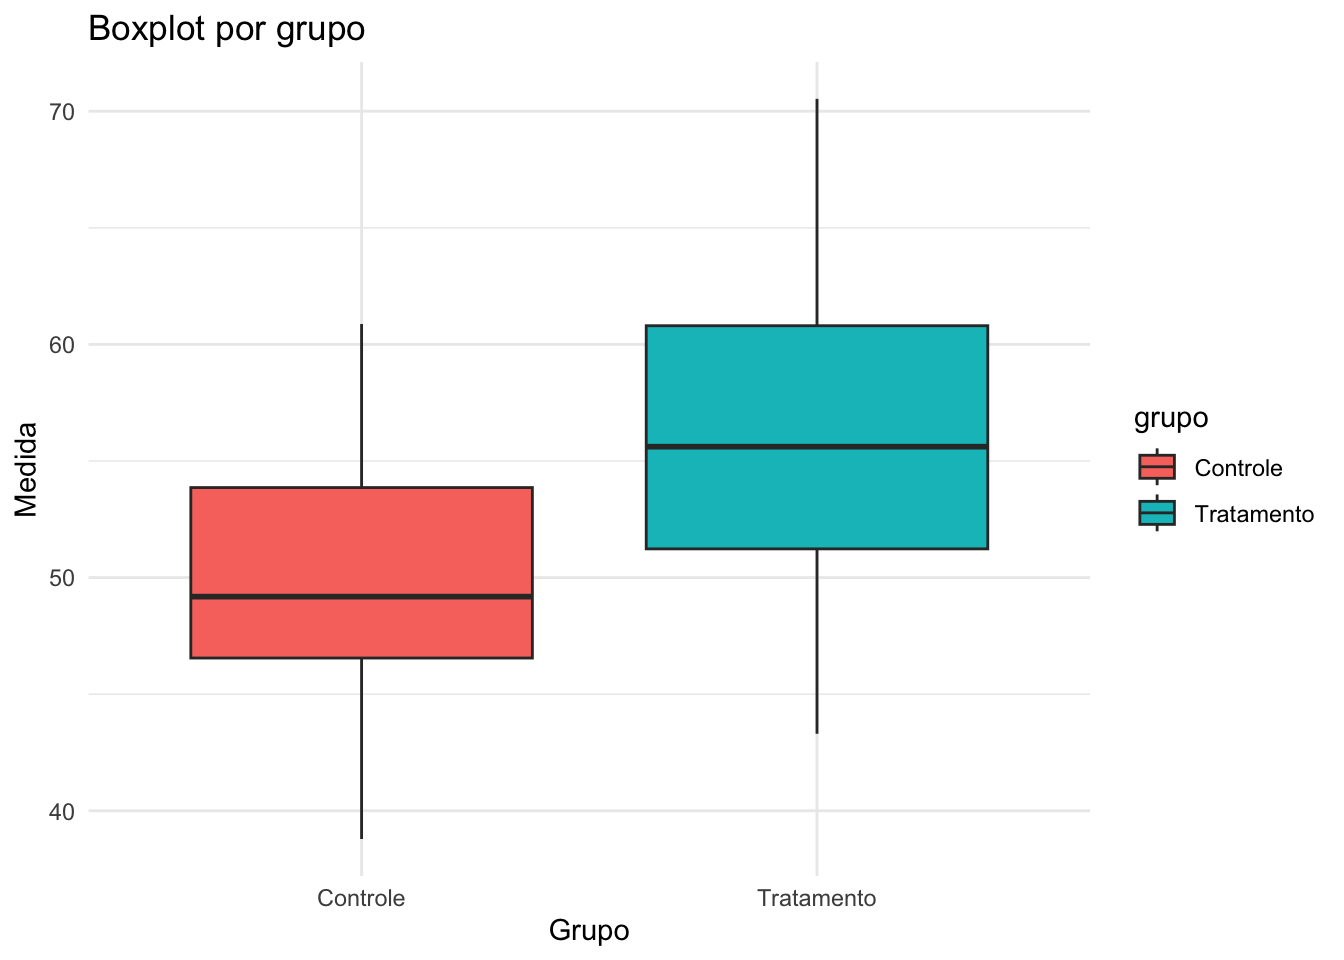 Boxplot por grupo
Medida
70
60
50
40
Controle
Tratamento
Grupo
grupo
Controle
Tratamento